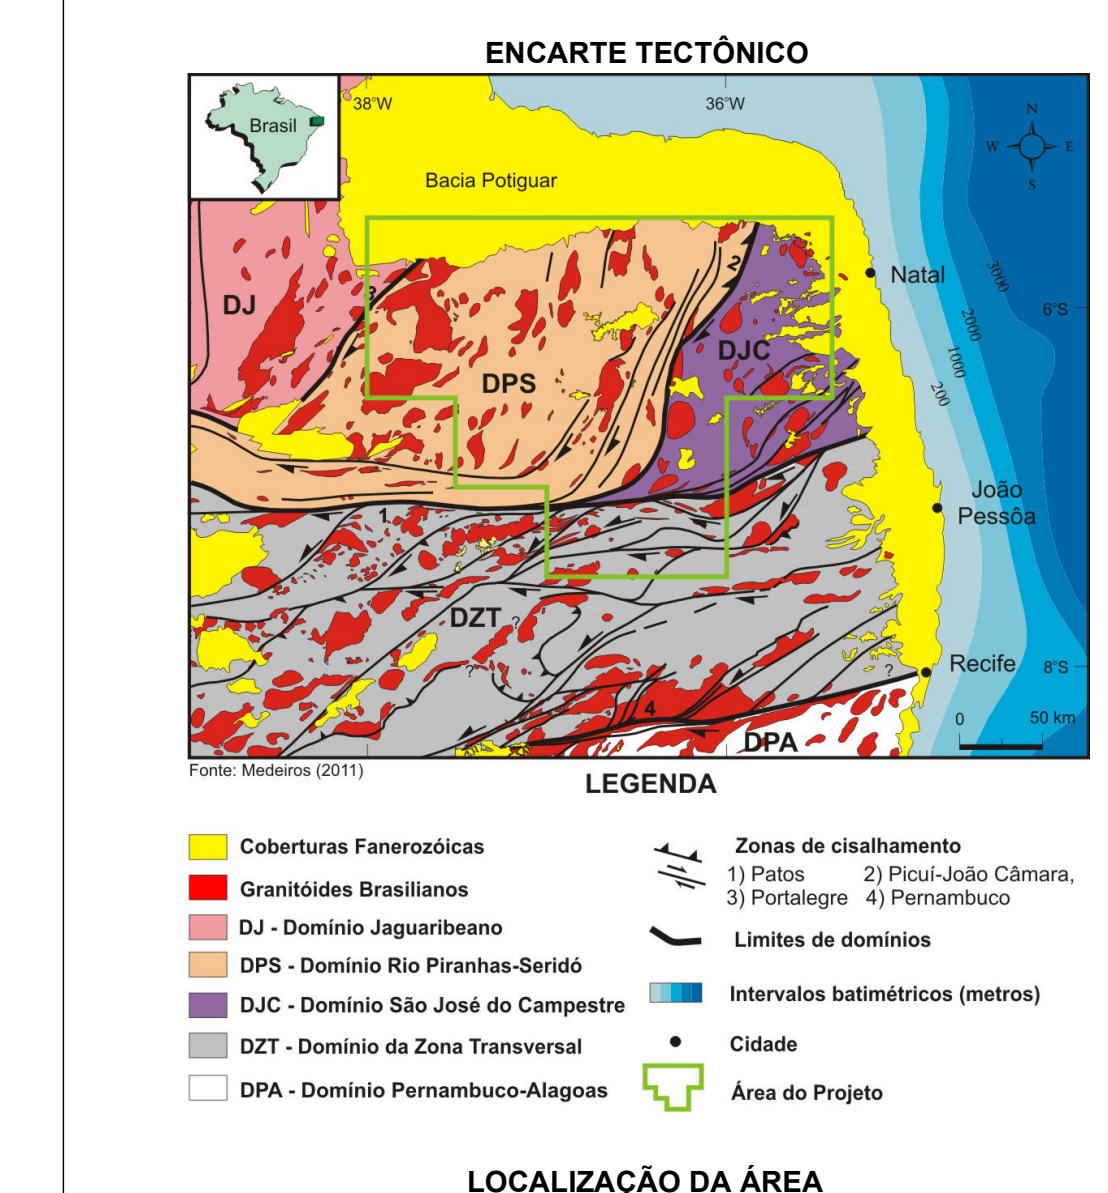 ENCARTE TECTÔNICO
Brasil
38°W
36°W
N
W E
S
Bacia Potiguar
DJ
3
2
Natal
3000
6°S
2000
DJC
1000
DPS
200
João
Pessôa
1
DZT
?
?
?
Recife
8°S
4
0 50 km
DPA
Fonte: Medeiros (2011)
LEGENDA
Coberturas Fanerozóicas
Granitóides Brasilianos
DJ - Domínio Jaguaribeano
DPS - Domínio Rio Piranhas-Seridó
DJC - Domínio São José do Campestre
DZT - Domínio da Zona Transversal
DPA - Domínio Pernambuco-Alagoas
Zonas de cisalhamento
1) Patos 2) Picuí-João Câmara,
3) Portalegre 4) Pernambuco
Limites de domínios
Intervalos batimétricos (metros)
Cidade
Área do Projeto
LOCALIZAÇÃO DA ÁREA